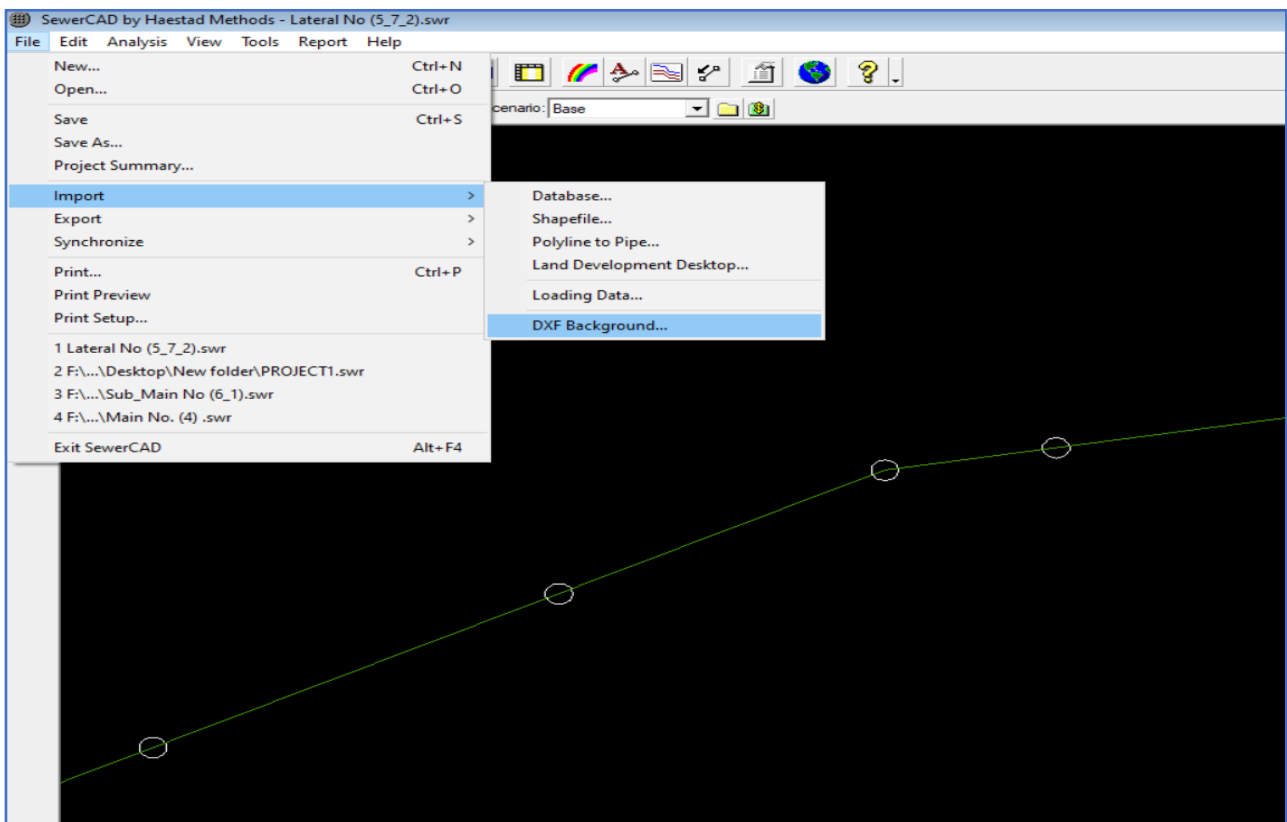 SewerCAD by Haestad Methods - Lateral No (5_7_2).swr
File Edit Analysis View Tools Report Help
New... Ctrl+N
Open... Ctrl+O
cenario: Base
Save Ctrl+S
Save As...
Project Summary...
Import >
Database...
Export >
Shapefile...
Synchronize >
Polyline to Pipe...
Land Development Desktop...
Print... Ctrl+P
Print Preview
Loading Data...
Print Setup...
DXF Background...
1 Lateral No (5_7_2).swr
2 F:\...\Desktop\New folder\PROJECT1.swr
3 F:\...\Sub_Main No (6_1).swr
4 F:\...\Main No. (4) .swr
Exit SewerCAD Alt+F4